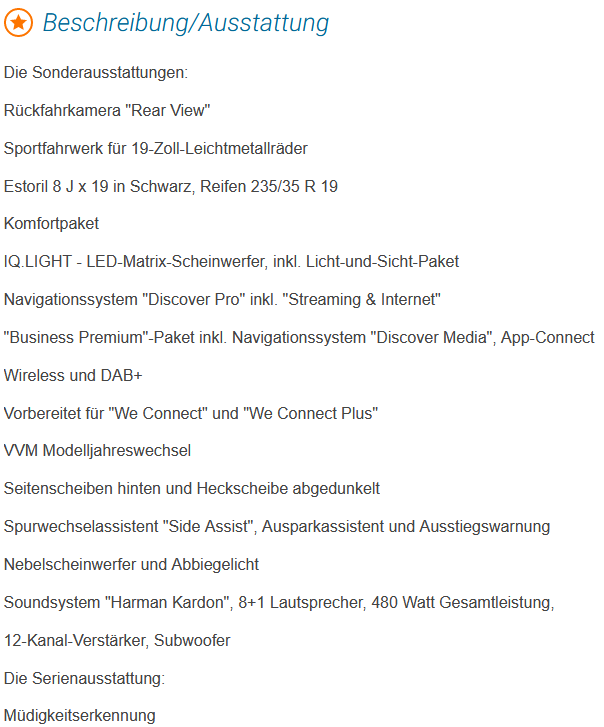 Beschreibung/Ausstattung
Die Sonderausstattungen:
Rückfahrkamera "Rear View"
Sportfahrwerk für 19-Zoll-Leichtmetallräder
Estoril 8 J x 19 in Schwarz, Reifen 235/35 R 19
Komfortpaket
IQ.LIGHT - LED-Matrix-Scheinwerfer, inkl. Licht-und-Sicht-Paket
Navigationssystem "Discover Pro" inkl. "Streaming & Internet"
"Business Premium"-Paket inkl. Navigationssystem "Discover Media", App-Connect
Wireless und DAB+
Vorbereitet für "We Connect" und "We Connect Plus"
VVM Modelljahreswechsel
Seitenscheiben hinten und Heckscheibe abgedunkelt
Spurwechselassistent "Side Assist", Ausparkassistent und Ausstiegswarnung
Nebelscheinwerfer und Abbiegelicht
Soundsystem "Harman Kardon", 8+1 Lautsprecher, 480 Watt Gesamtleistung,
12-Kanal-Verstärker, Subwoofer
Die Serienausstattung:
Müdigkeitserkennung